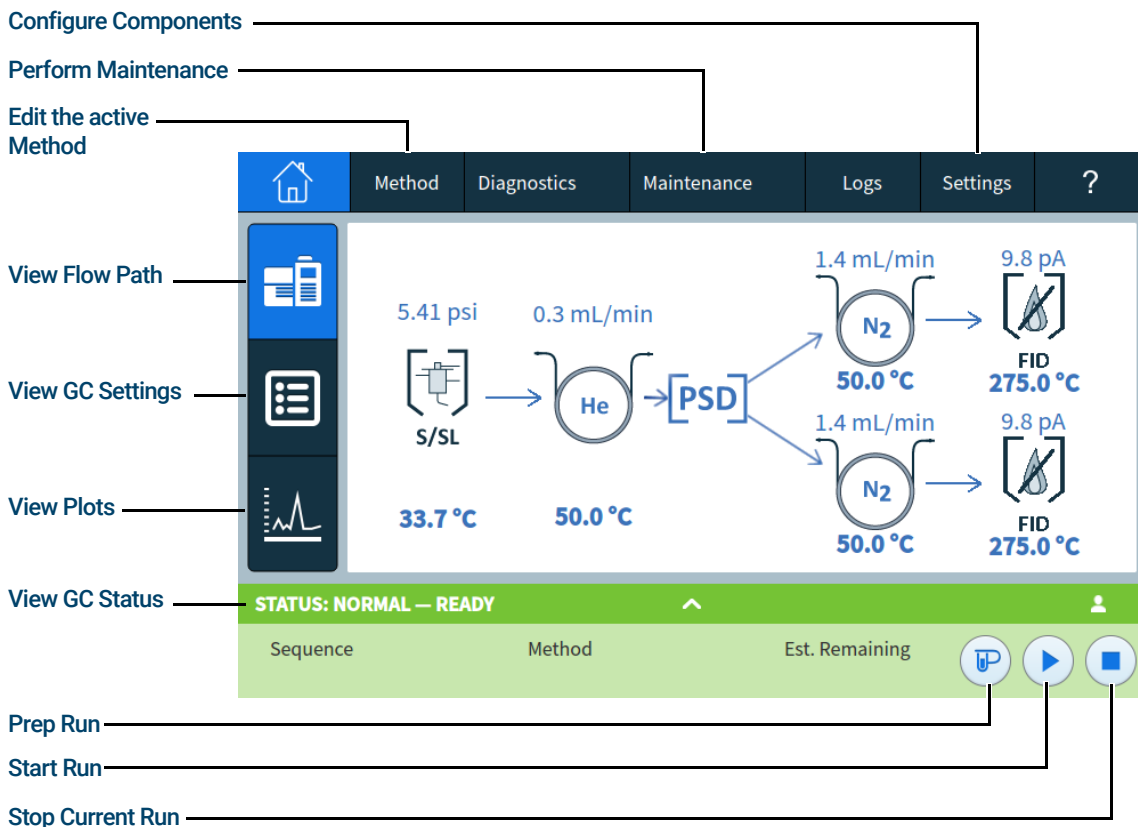 Configure Components
Perform Maintenance
Edit the active
Method
Method
Diagnostics
Maintenance
Logs
Settings
?
View Flow Path
View GC Settings
View Plots
View GC Status
5.41 psi
S/SL
33.7 °C
0.3 mL/min
He
50.0 °C
PSD
1.4 mL/min
N2
50.0 °C
9.8 pA
FID
275.0 °C
1.4 mL/min
N2
50.0 °C
9.8 pA
FID
275.0 °C
STATUS: NORMAL — READY
Sequence
Method
Est. Remaining
Prep Run
Start Run
Stop Current Run